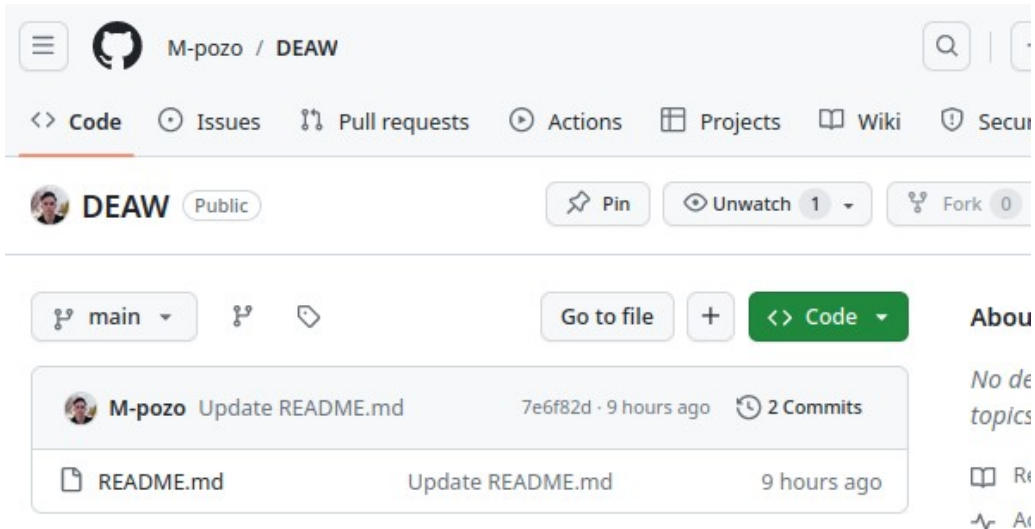 M-pozo / DEAW
Code Issues Pull requests Actions Projects Wiki
DEAW Public Pin Unwatch 1 Fork 0
main Go to file + Code
M-pozo Update README.md 7e6f82d · 9 hours ago 2 Commits
README.md Update README.md 9 hours ago
No
topics